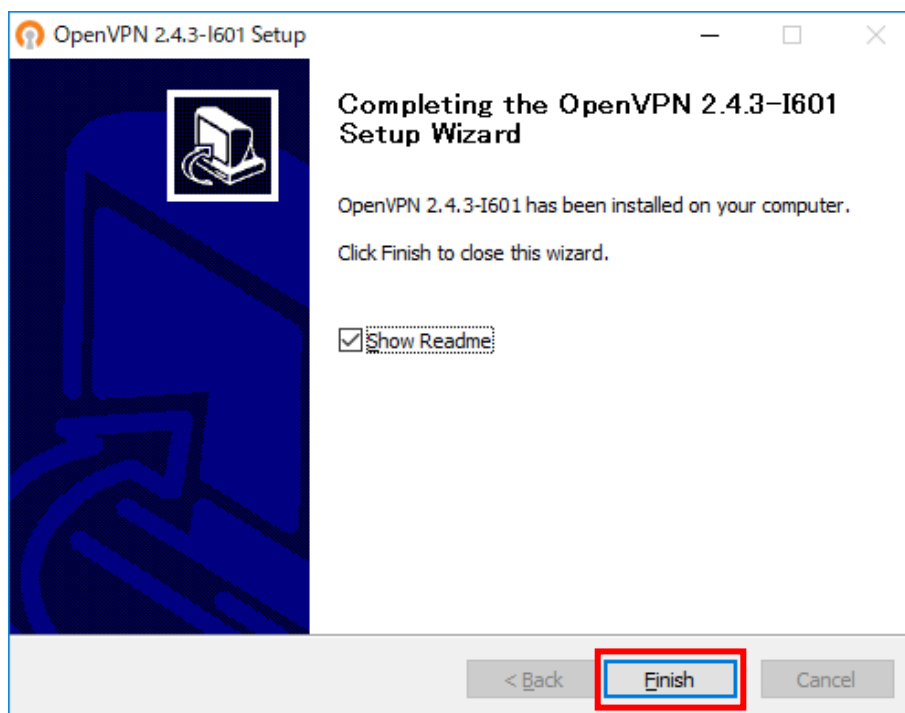 OpenVPN 2.4.3-I601 Setup
Completing the OpenVPN 2.4.3-I601
Setup Wizard
OpenVPN 2.4.3-I601 has been installed on your computer.
Click Finish to close this wizard.
Show Readme
< Back
Finish
Cancel